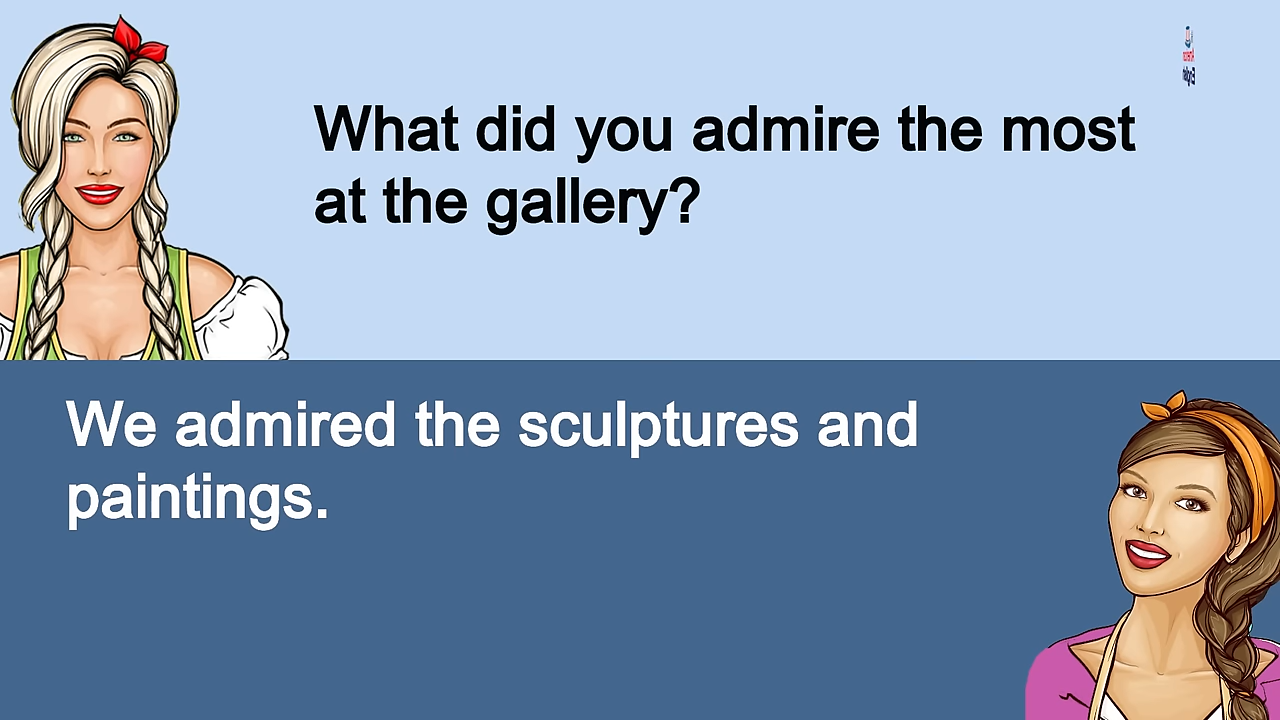 What did you admire the most
at the gallery?
We admired the sculptures and
paintings.